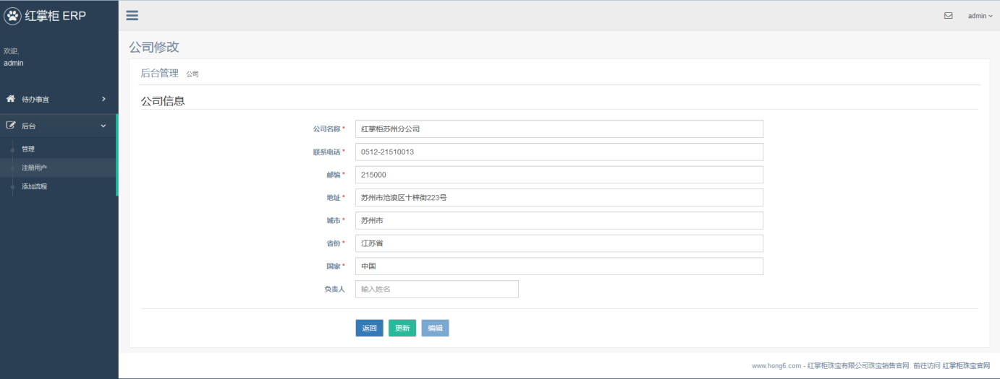 红掌柜 ERP
admin
欢迎,
admin
待办事宜
后台
管理
注册用户
添加流程
公司修改
后台管理 公司
公司信息
公司名称 * 红掌柜苏州分公司
联系电话 * 0512-21510013
邮编 * 215000
地址 * 苏州市沧浪区十梓街223号
城市 * 苏州市
省份 * 江苏省
国家 * 中国
负责人 输入姓名
返回 更新 编辑
www.hong6.com - 红掌柜珠宝有限公司珠宝销售官网. 前往访问 红掌柜珠宝官网